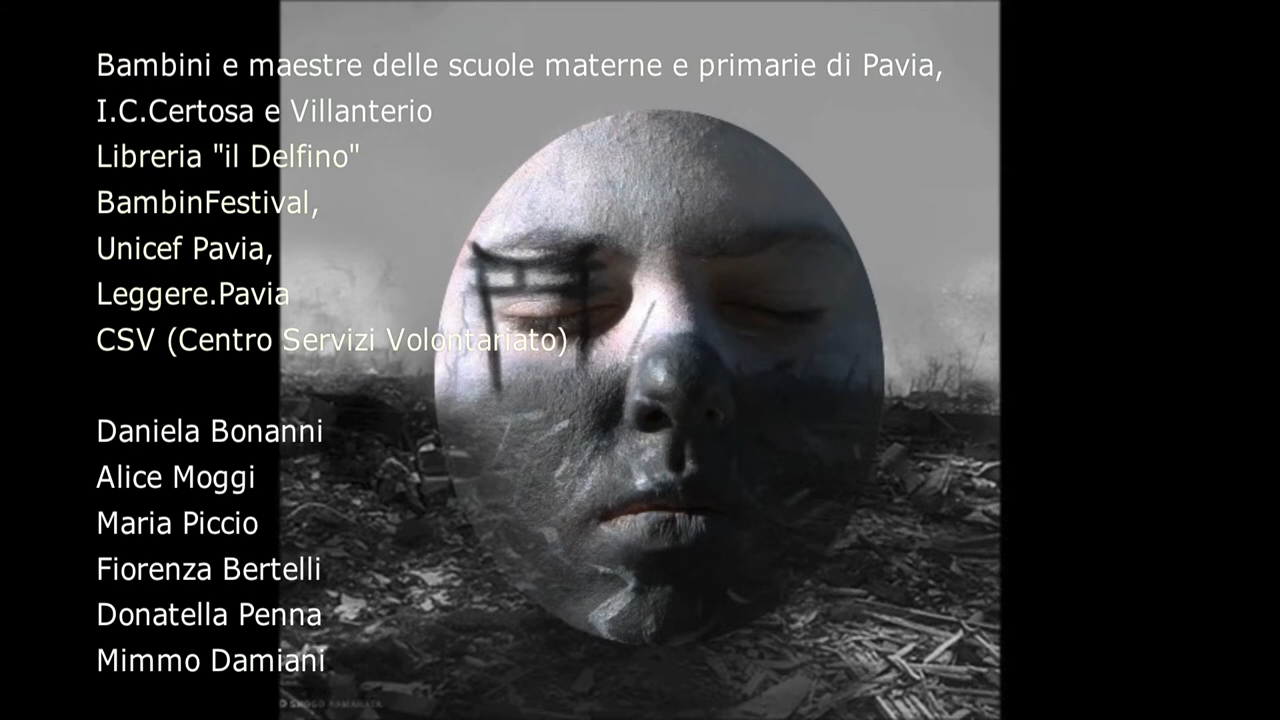 Bambini e maestre delle scuole materne e primarie di Pavia,
I.C.Certosa e Villanterio
Libreria "il Delfino"
BambinFestival,
Unicef Pavia,
Leggere.Pavia
CSV (Centro Servizi Volontariato)
Daniela Bonanni
Alice Moggi
Maria Piccio
Fiorenza Bertelli
Donatella Penna
Mimmo Damiani